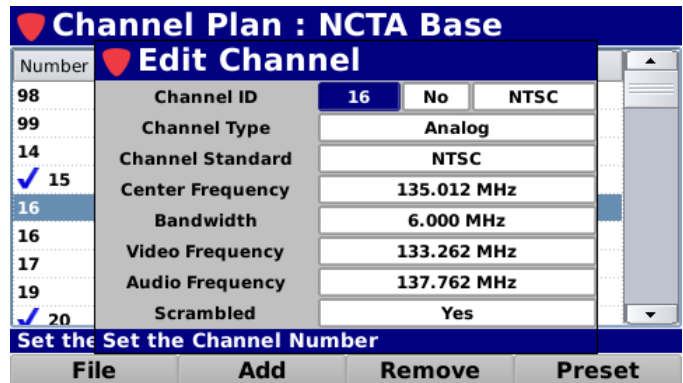 Channel Plan : NCTA Base
Number
Edit Channel
98
Channel ID 16 No NTSC
99
Channel Type Analog
14
Channel Standard NTSC
15
Center Frequency 135.012 MHz
16
Bandwidth 6.000 MHz
16
Video Frequency 133.262 MHz
17
Audio Frequency 137.762 MHz
19
Scrambled Yes
20
Set the Set the Channel Number
File Add Remove Preset